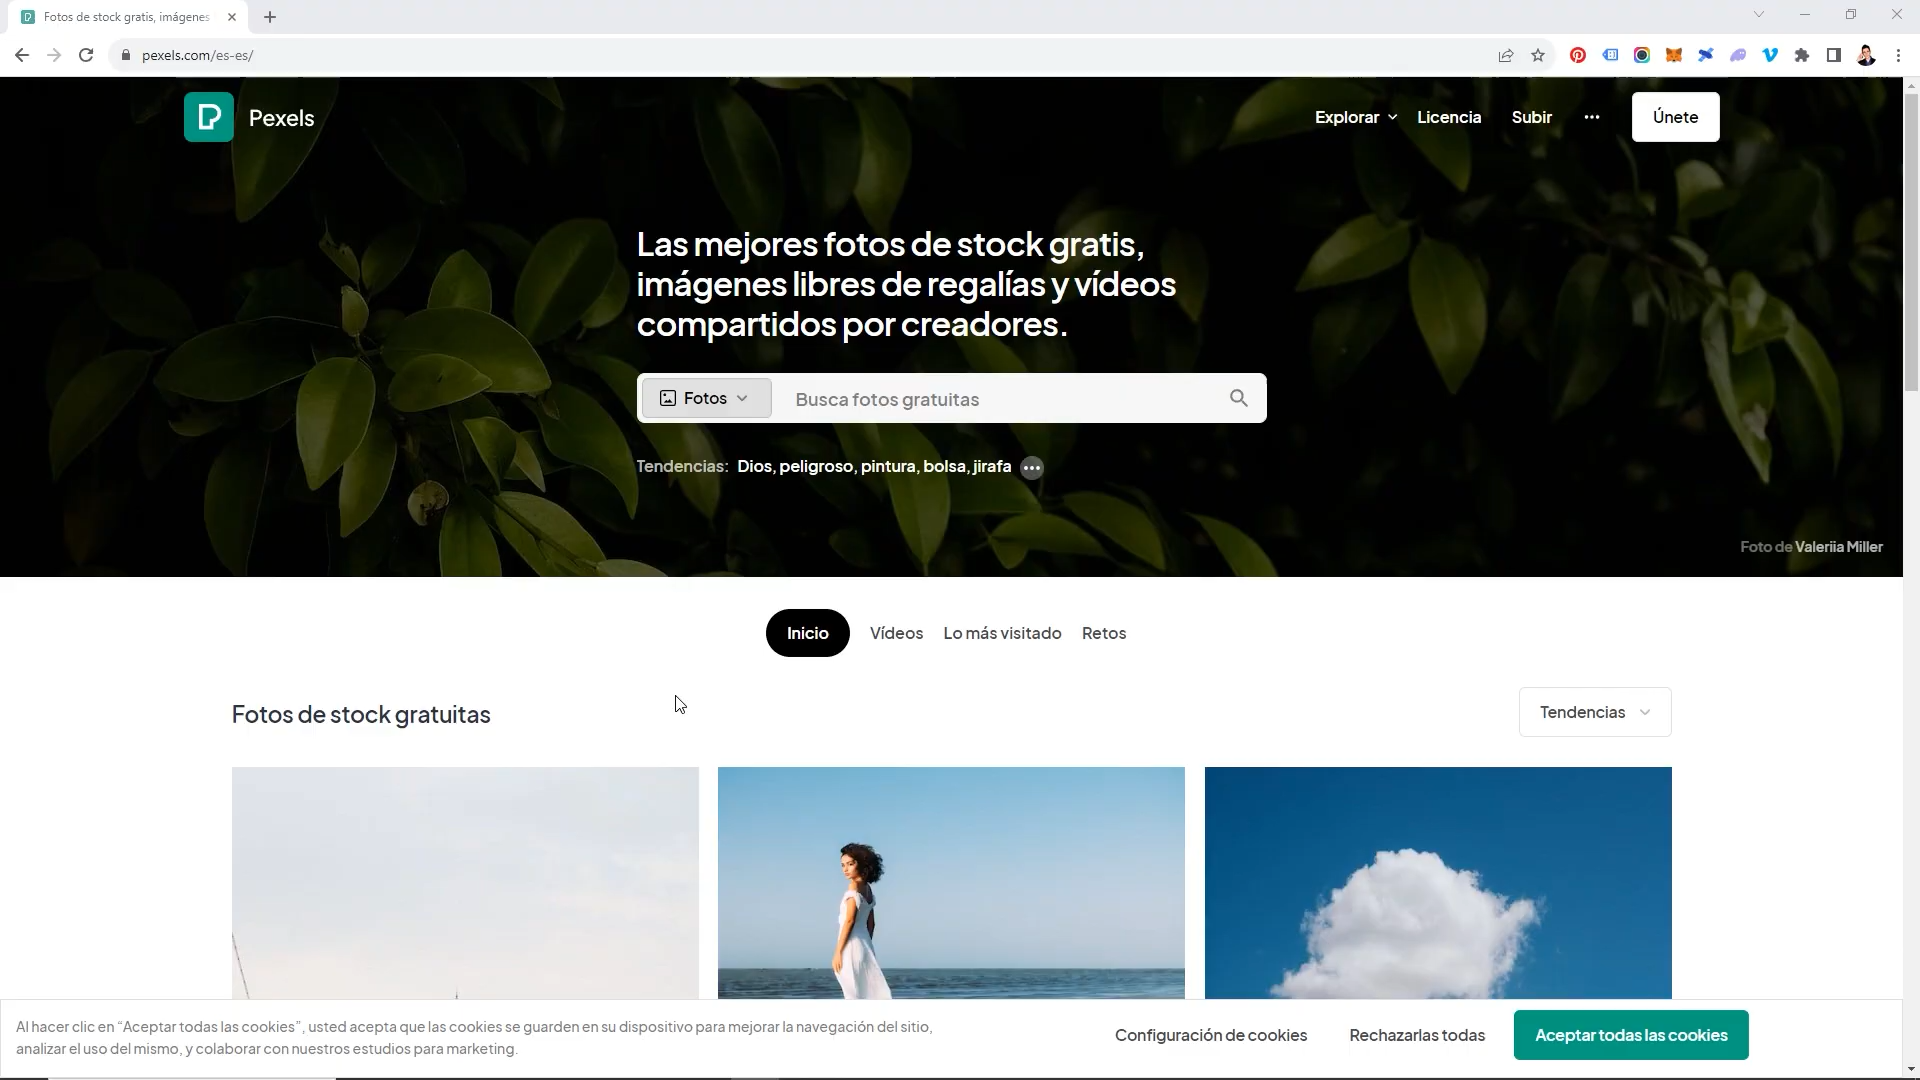 Fotos de stock gratis, imágenes
pexels.com/es-es/
Pexels
Explorar
Licencia
Subir
Únete
Las mejores fotos de stock gratis,
imágenes libres de regalías y vídeos
compartidos por creadores.
Fotos
Busca fotos gratuitas
Tendencias: Dios, peligroso, pintura, bolsa, jirafa
Foto de Valeriia Miller
Inicio
Vídeos
Lo más visitado
Retos
Fotos de stock gratuitas
Tendencias
Al hacer clic en “Aceptar todas las cookies”, usted acepta que las cookies se guarden en su dispositivo para mejorar la navegación del sitio,
analizar el uso del mismo, y colaborar con nuestros estudios para marketing.
Configuración de cookies
Rechazarlas todas
Aceptar todas las cookies